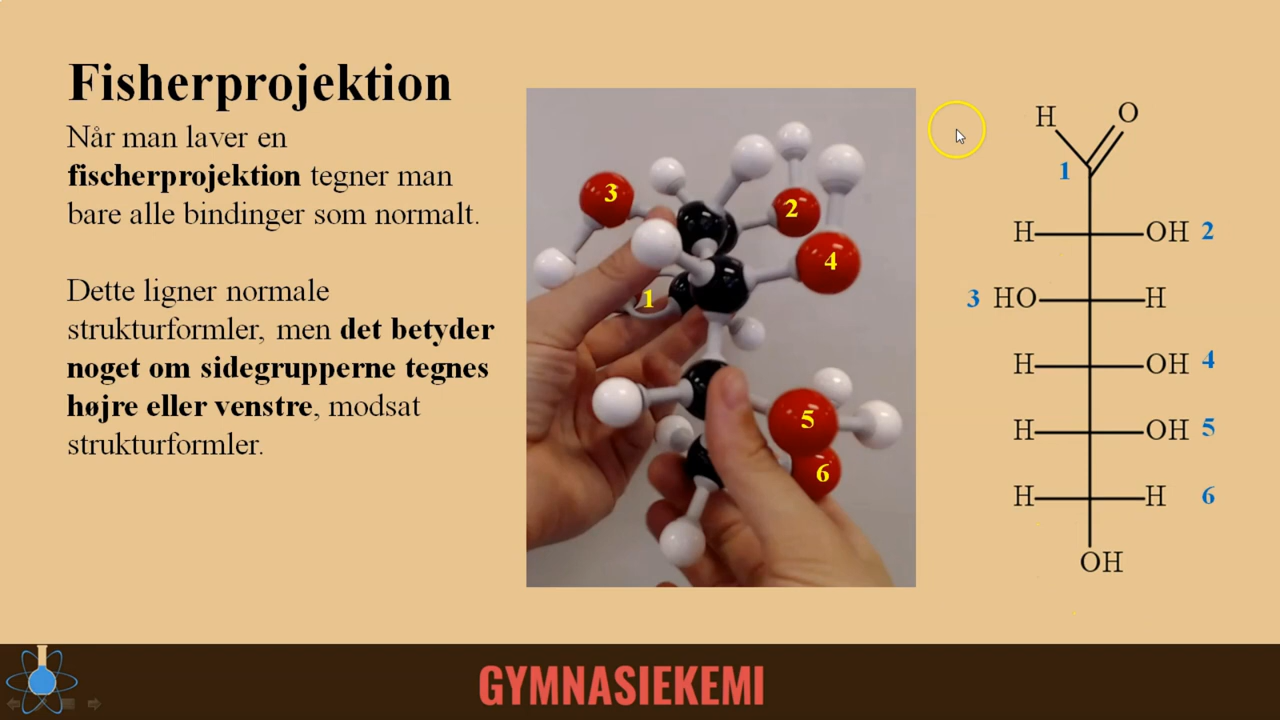 Fisherprojektion
Når man laver en
fischerprojektion tegner man
bare alle bindinger som normalt.
Dette ligner normale
strukturformler, men det betyder
noget om sidegrupperne tegnes
højre eller venstre, modsat
strukturformler.
3
2
4
1
5
6
H O
1
H OH 2
3 HO H
H OH 4
H OH 5
H H 6
OH
GYMNASIEKEMI